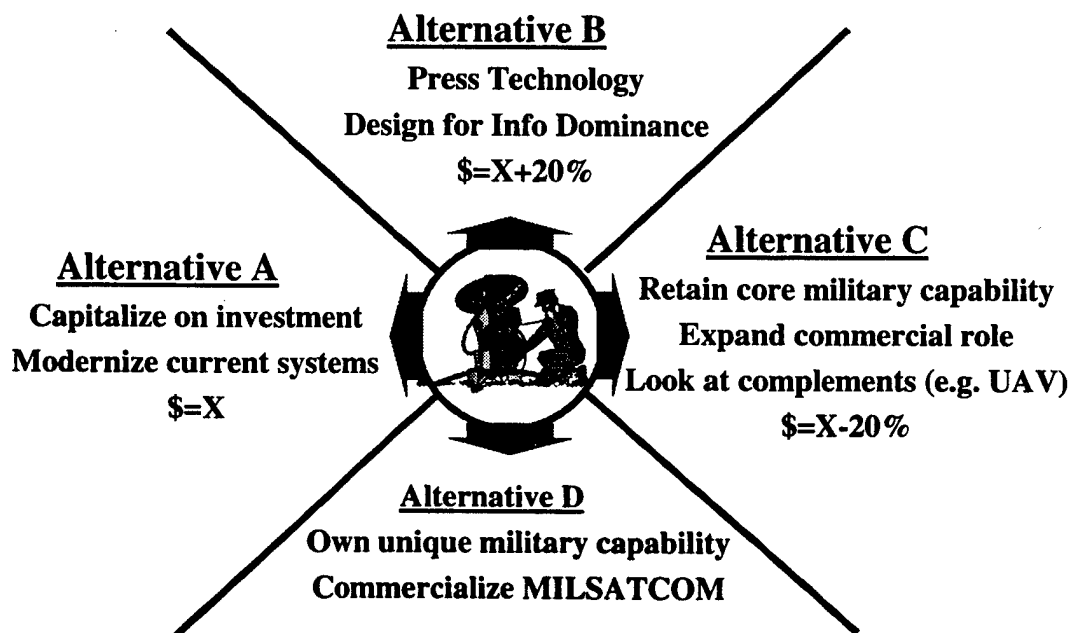 Alternative B
Press Technology
Design for Info Dominance
$=X+20%
Alternative A
Capitalize on investment
Modernize current systems
$=X
Alternative C
Retain core military capability
Expand commercial role
Look at complements (e.g. UAV)
$=X-20%
Alternative D
Own unique military capability
Commercialize MILSATCOM